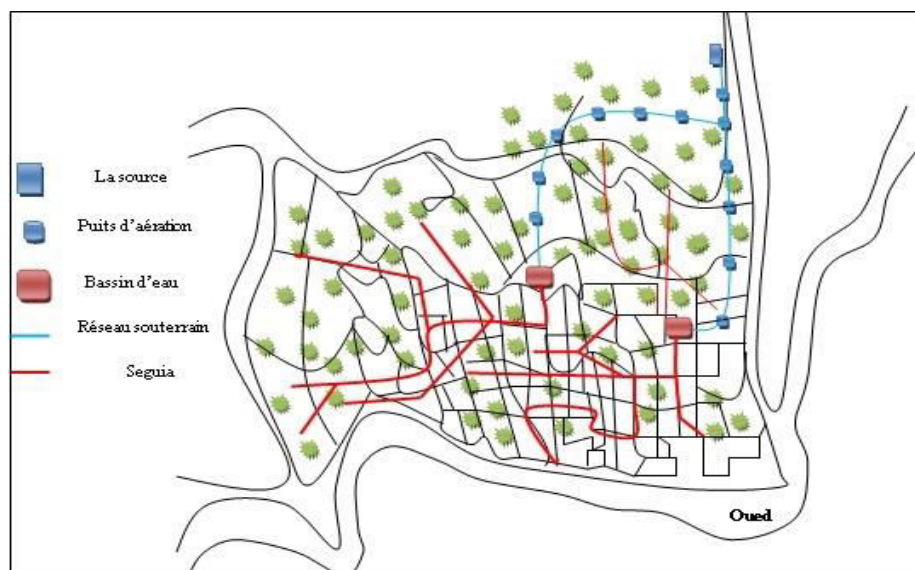 La source
Puits d'aération
Bassin d'eau
Réseau souterrain
Seguia
Oued